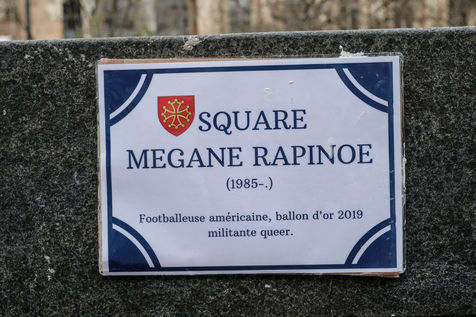 SQUARE
MEGANE RAPINOE
(1985-.)
Footballeuse américaine, ballon d'or 2019
militante queer.